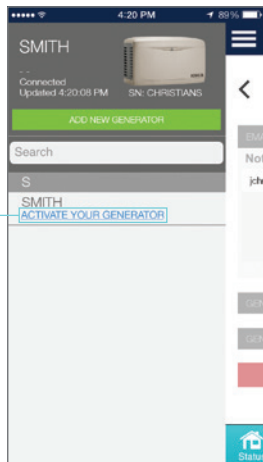 4:20 PM
89%
SMITH
- -
Connected
Updated 4:20:08 PM
SN: CHRISTIANS
ADD NEW GENERATOR
Search
S
SMITH
ACTIVATE YOUR GENERATOR
Status